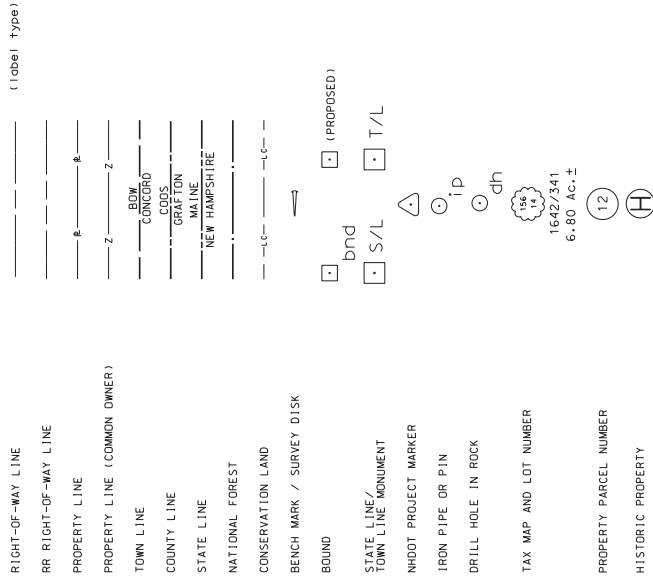 RIGHT-OF-WAY LINE (label type)
RR RIGHT-OF-WAY LINE
PROPERTY LINE
PROPERTY LINE (COMMON OWNER) Z Z
TOWN LINE BOW
CONCORD
COUNTY LINE COOS
GRAFTON
STATE LINE MAINE
NEW HAMPSHIRE
NATIONAL FOREST
CONSERVATION LAND LC LC
BENCH MARK / SURVEY DISK
BOUND bnd (PROPOSED)
STATE LINE/
TOWN LINE MONUMENT S/L T/L
NHDOT PROJECT MARKER
IRON PIPE OR PIN ip
DRILL HOLE IN ROCK dh
TAX MAP AND LOT NUMBER 156
14
1642/341
6.80 Ac.±
PROPERTY PARCEL NUMBER 12
HISTORIC PROPERTY H